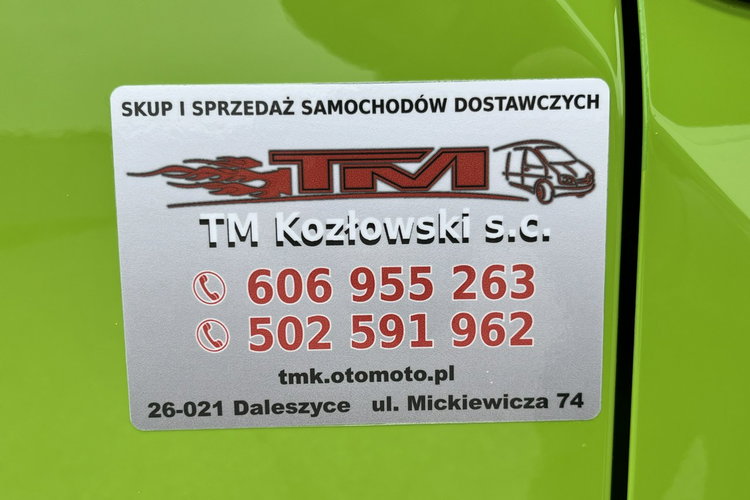 SKUP I SPRZEDAŻ SAMOCHODÓW DOSTAWCZYCH
TM
TM Kozłowski s.c.
606 955 263
502 591 962
tmk.otomoto.pl
26-021 Daleszyce ul. Mickiewicza 74